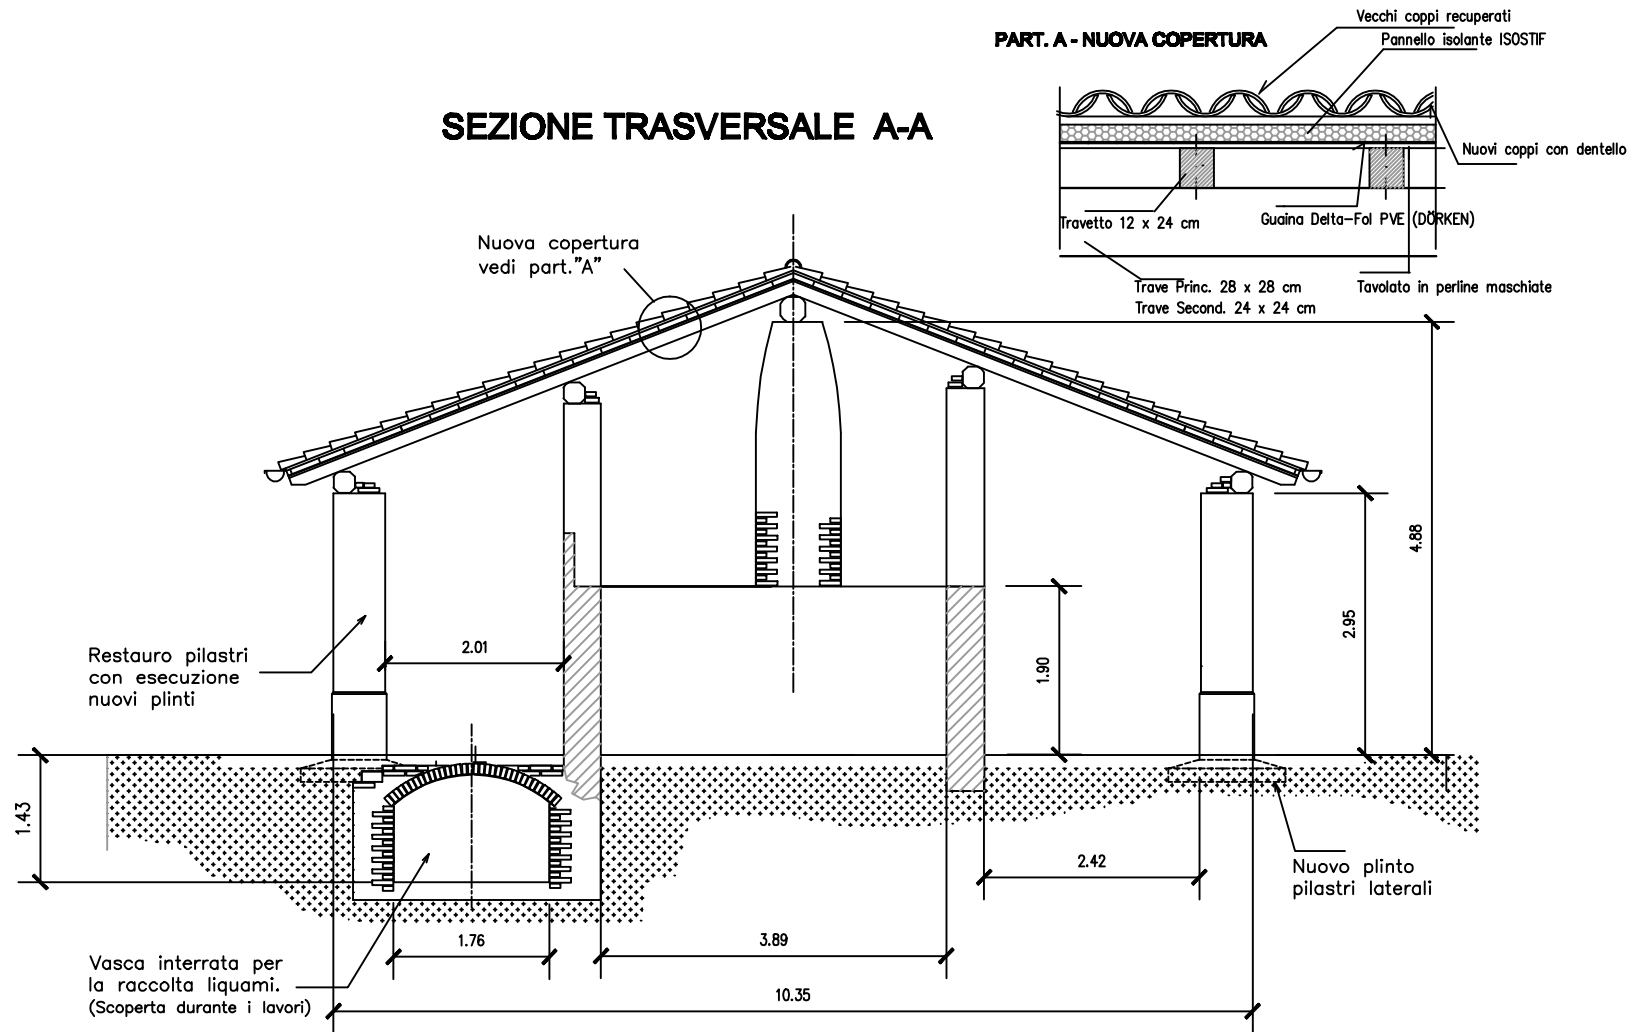 Vecchi coppi recuperati
PART. A - NUOVA COPERTURA
Pannello isolante ISOSTIF
SEZIONE TRASVERSALE A-A
Nuovi coppi con dentello
Travetto 12 x 24 cm
Guaina Delta-Fol PVE (DÖRKEN)
Nuova copertura
vedi part."A"
Trave Princ. 28 x 28 cm
Tavolato in perline maschiate
Trave Second. 24 x 24 cm
4.88
2.95
2.01
1.90
Restauro pilastri
con esecuzione
nuovi plinti
1.43
2.42
Nuovo plinto
pilastri laterali
1.76
3.89
Vasca interrata per
la raccolta liquami.
(Scoperta durante i lavori)
10.35